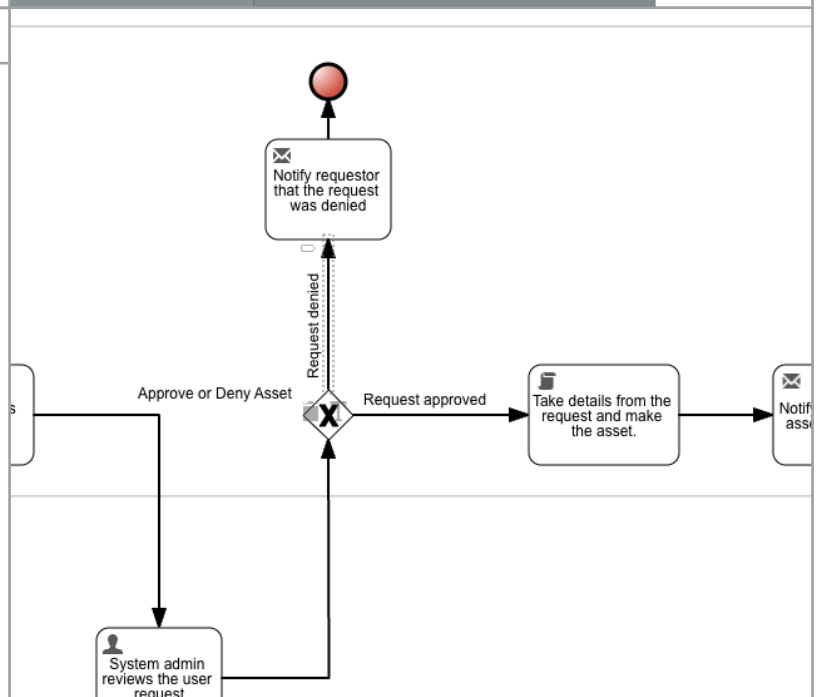 Notify requestor
that the request
was denied
Request denied
Approve or Deny Asset
X
Request approved
Take details from the
request and make
the asset.
s
System admin
reviews the user
request